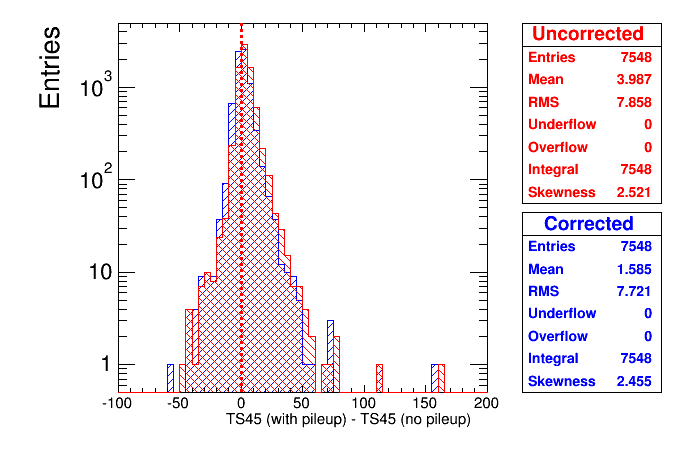 Entries
10³
10²
10
1
-100 -50 0 50 100 150 200
TS45 (with pileup) - TS45 (no pileup)
Uncorrected
Entries 7548
Mean 3.987
RMS 7.858
Underflow 0
Overflow 0
Integral 7548
Skewness 2.521
Corrected
Entries 7548
Mean 1.585
RMS 7.721
Underflow 0
Overflow 0
Integral 7548
Skewness 2.455